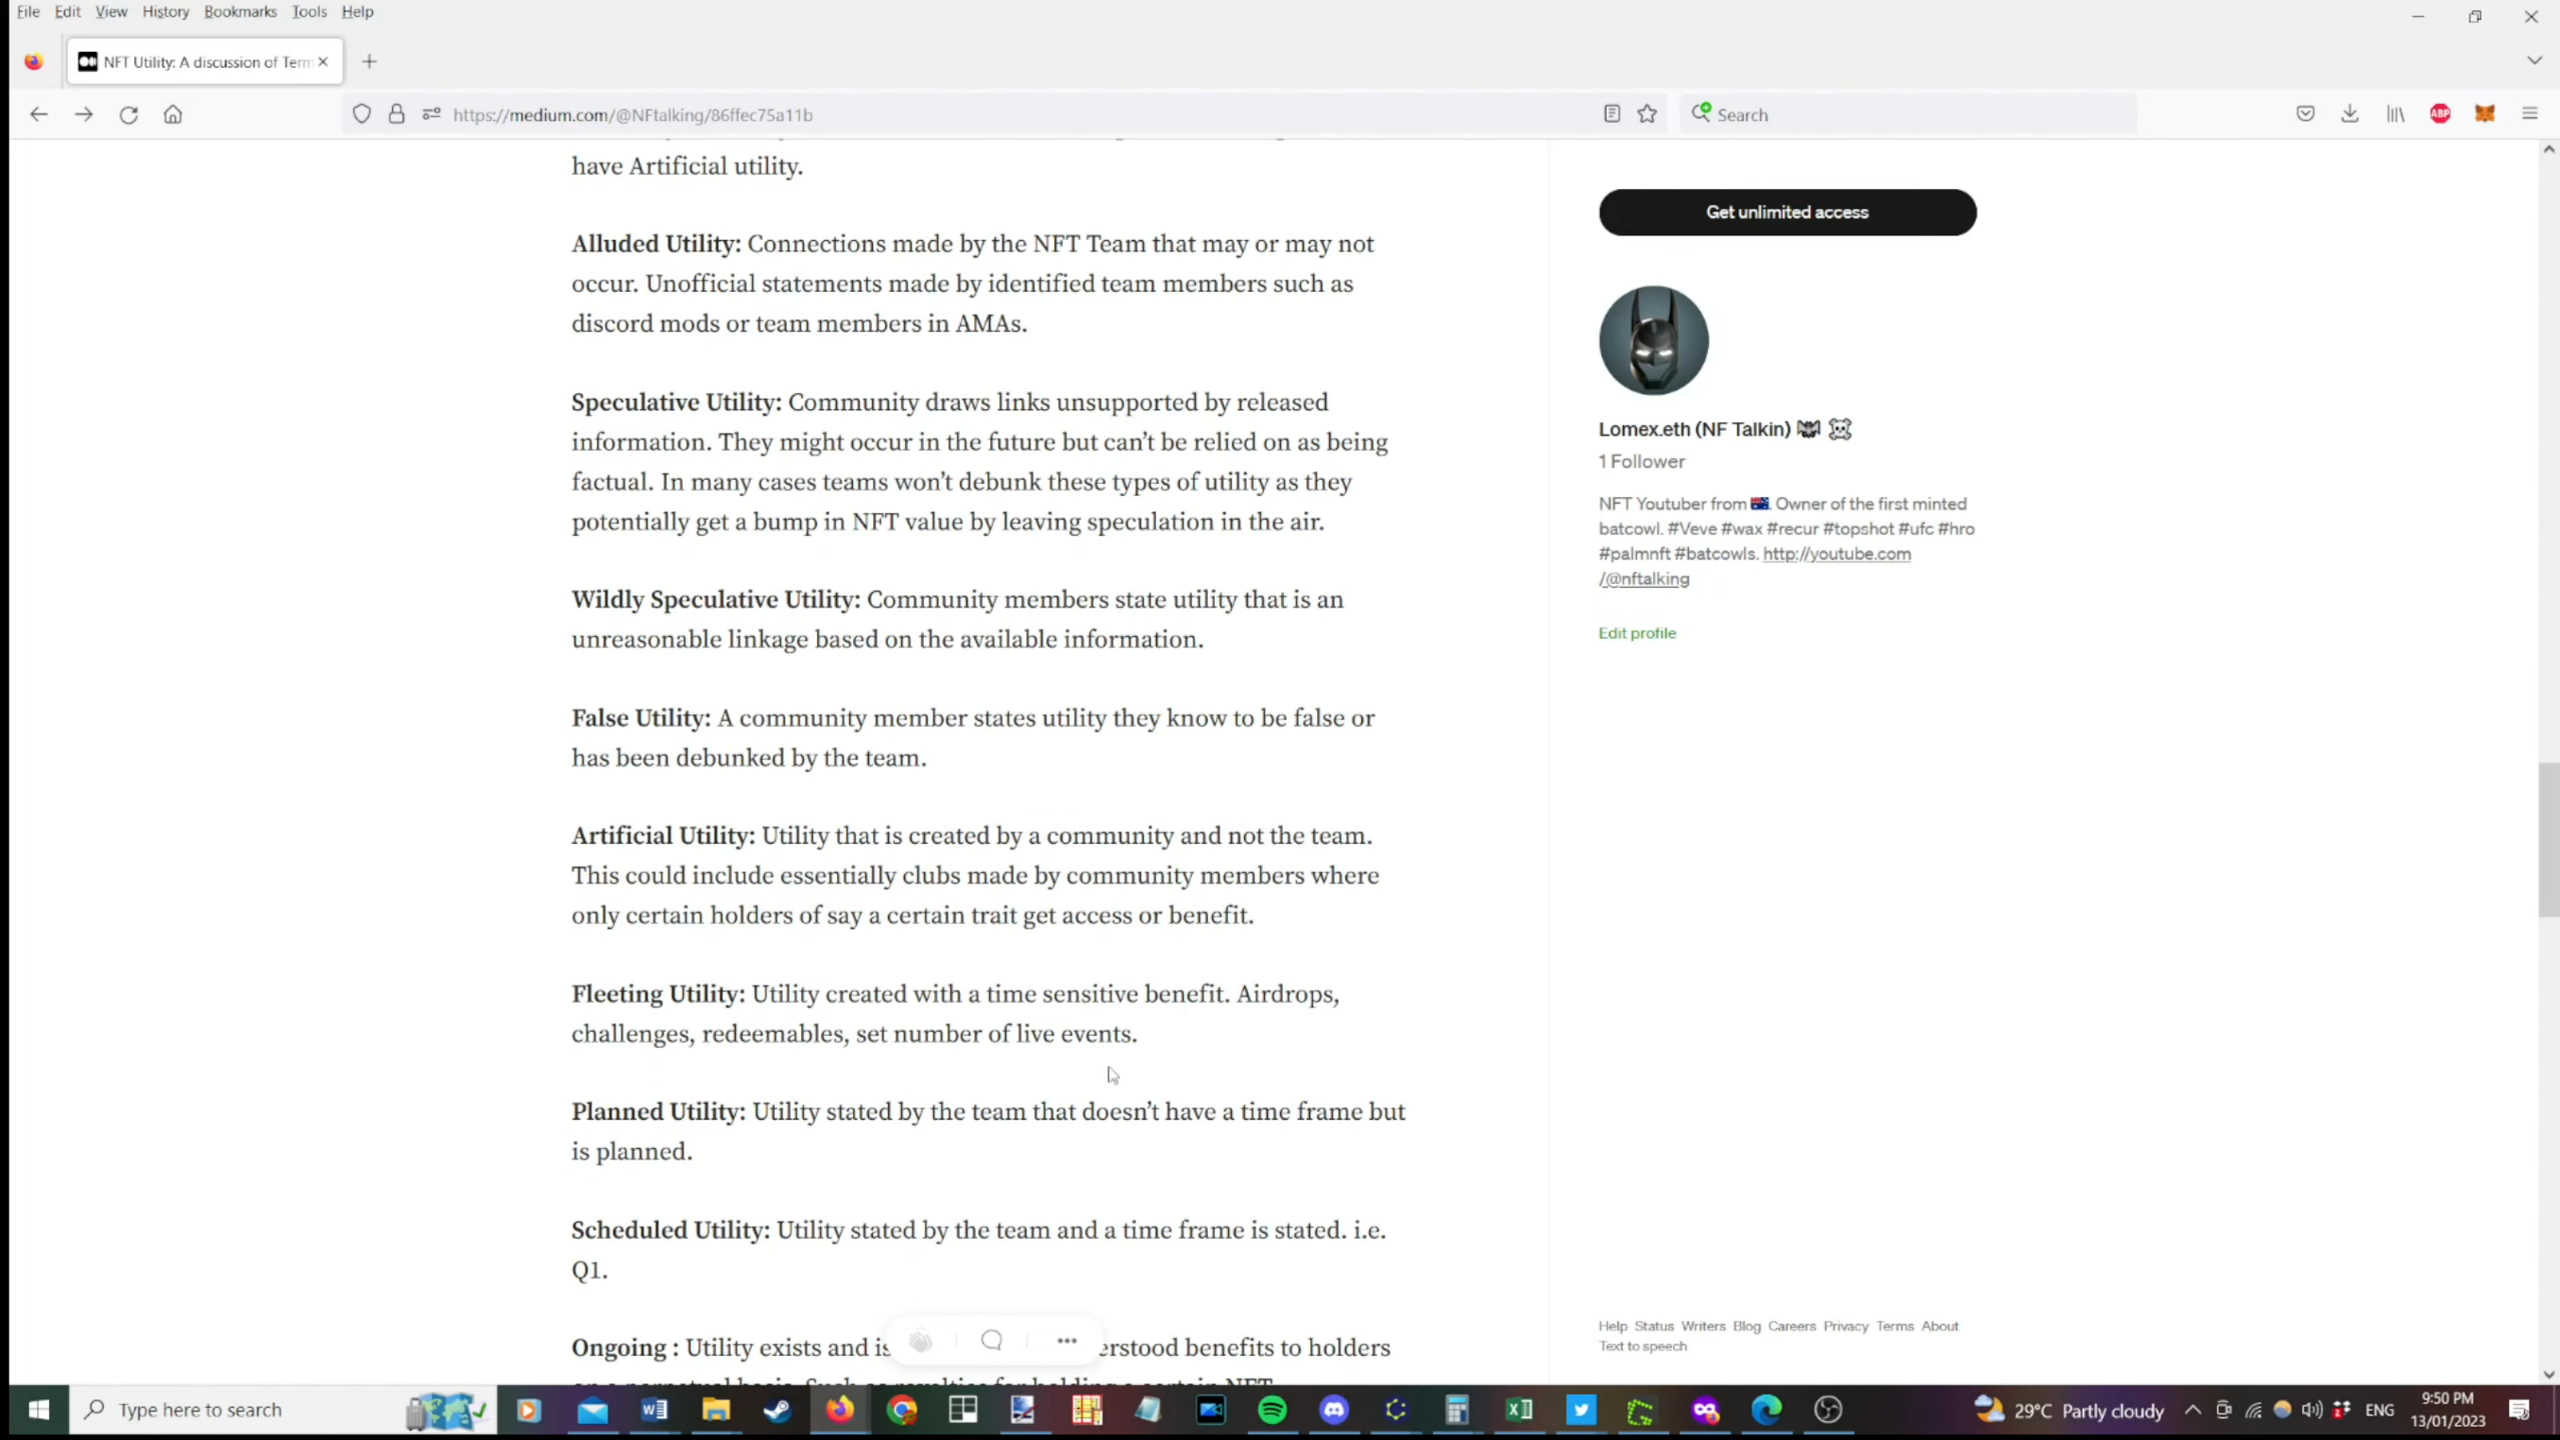 File Edit View History Bookmarks Tools Help
NFT Utility: A discussion of Term
https://medium.com/@NFtalking/86ffec75a11b
Search
ABP
have Artificial utility.
Alluded Utility: Connections made by the NFT Team that may or may not
occur. Unofficial statements made by identified team members such as
discord mods or team members in AMAs.
Speculative Utility: Community draws links unsupported by released
information. They might occur in the future but can’t be relied on as being
factual. In many cases teams won’t debunk these types of utility as they
potentially get a bump in NFT value by leaving speculation in the air.
Wildly Speculative Utility: Community members state utility that is an
unreasonable linkage based on the available information.
False Utility: A community member states utility they know to be false or
has been debunked by the team.
Artificial Utility: Utility that is created by a community and not the team.
This could include essentially clubs made by community members where
only certain holders of say a certain trait get access or benefit.
Fleeting Utility: Utility created with a time sensitive benefit. Airdrops,
challenges, redeemables, set number of live events.
Planned Utility: Utility stated by the team that doesn’t have a time frame but
is planned.
Scheduled Utility: Utility stated by the team and a time frame is stated. i.e.
Q1.
Ongoing : Utility exists and is erstood benefits to holders
Get unlimited access
Lomex.eth (NF Talkin)
1 Follower
NFT Youtuber from 🇦🇺. Owner of the first minted
batcowl. #Veve #wax #recur #topshot #ufc #hro
#palmnft #batcowls. http://youtube.com
/@nftalking
Edit profile
Help Status Writers Blog Careers Privacy Terms About
Text to speech
Type here to search
29°C Partly cloudy
ENG
9:50 PM
13/01/2023